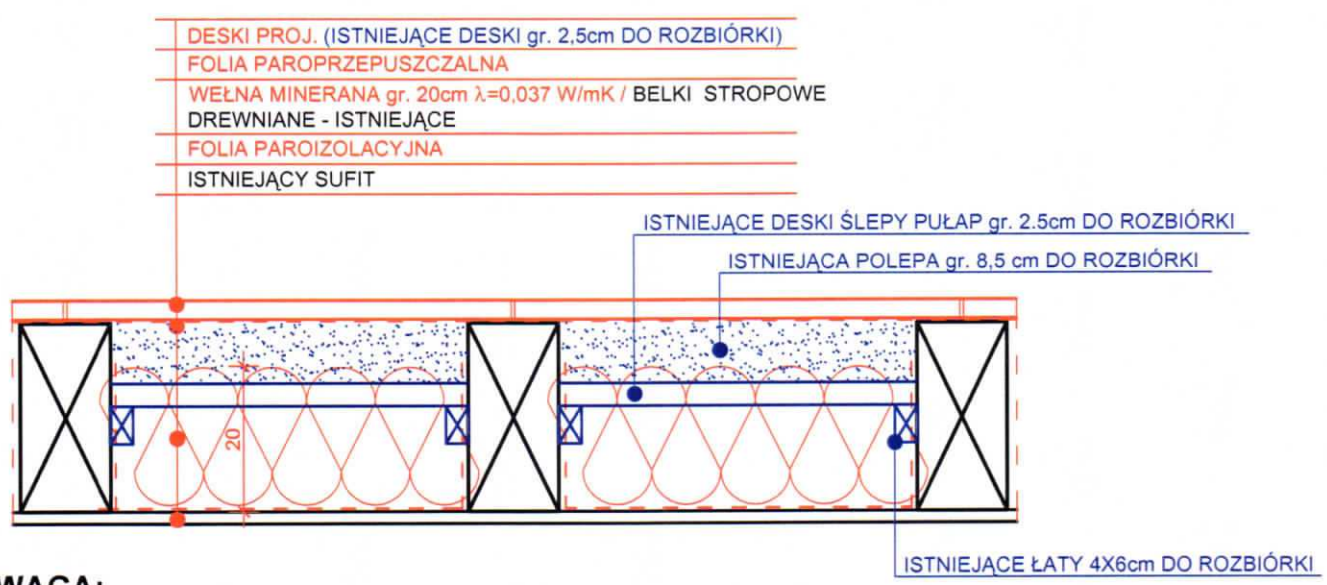 DESKI PROJ. (ISTNIEJĄCE DESKI gr. 2,5cm DO ROZBIÓRKI)
FOLIA PAROPRZEPUSZCZALNA
WEŁNA MINERANA gr. 20cm λ=0,037 W/mK / BELKI STROPOWE
DREWNIANE - ISTNIEJĄCE
FOLIA PAROIZOLACYJNA
ISTNIEJĄCY SUFIT
ISTNIEJĄCE DESKI ŚLEPY PUŁAP gr. 2.5cm DO ROZBIÓRKI
ISTNIEJĄCA POLEPA gr. 8,5 cm DO ROZBIÓRKI
20
ISTNIEJĄCE ŁATY 4X6cm DO ROZBIÓRKI